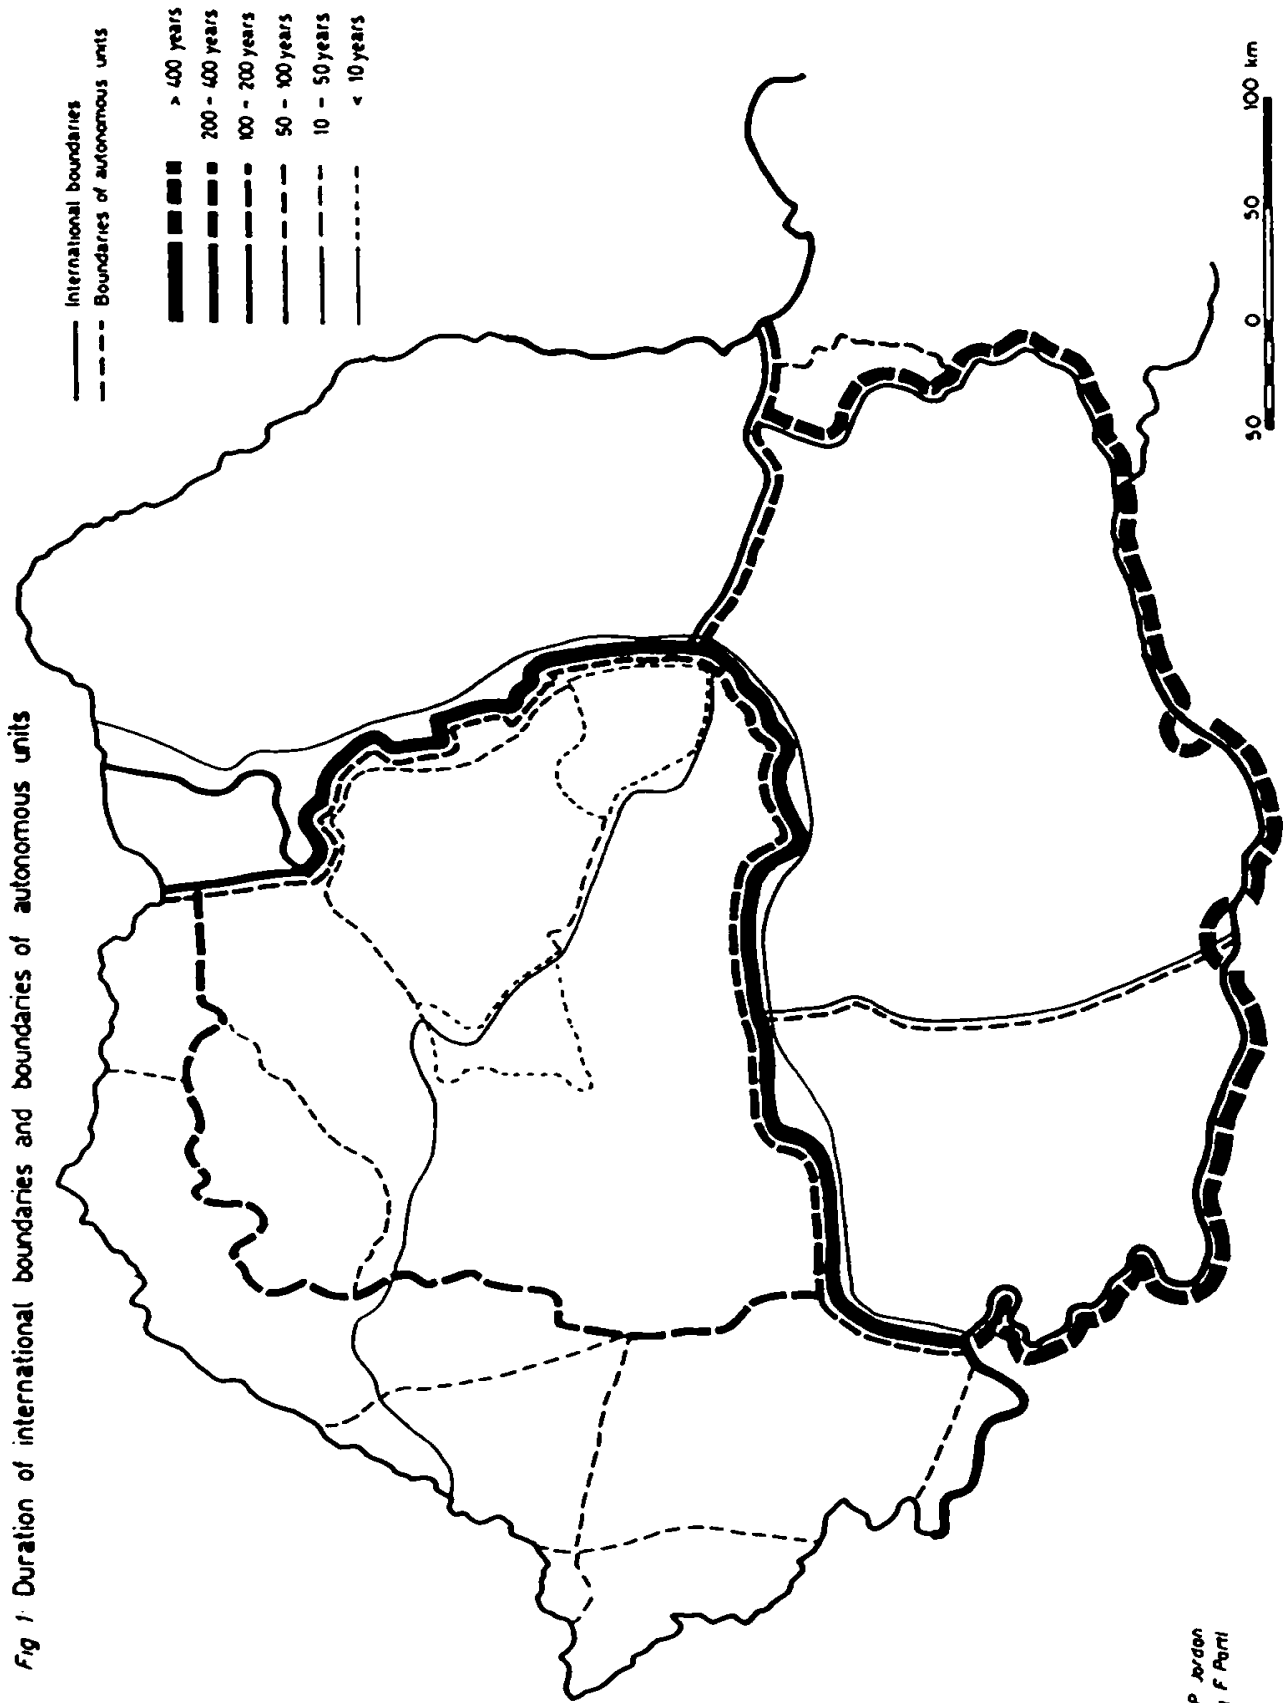 Fig 1 Duration of international boundaries and boundaries of autonomous units
International boundaries
Boundaries of autonomous units
> 400 years
200 - 400 years
100 - 200 years
50 - 100 years
10 - 50 years
< 10 years
50 0 50 100 km
P Jordan
F Partl